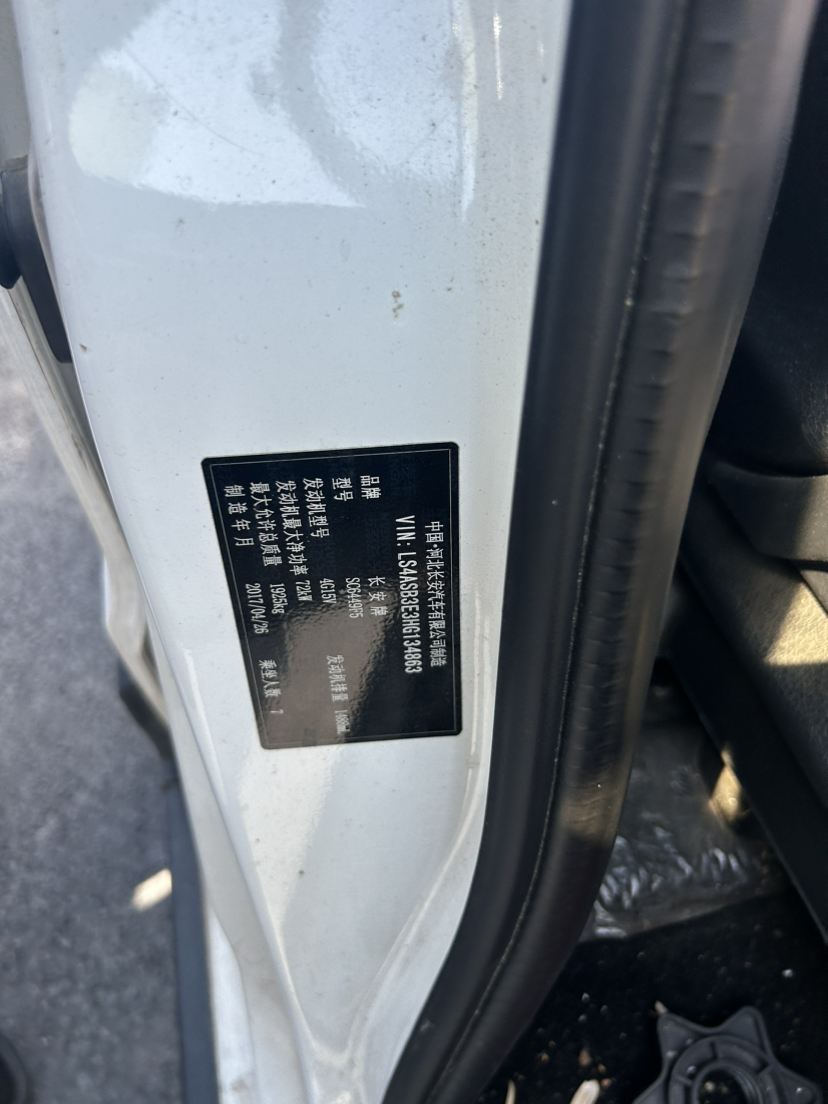 中国·河北长安汽车有限公司制造
VIN: LS4ASB3E3HG134863
品牌 长安牌
型号 SC6449F5
发动机型号 4G15V 发动机排量 1488ml
发动机最大净功率 72kW
最大允许总质量 1925kg
制造年月 2017/04/26 乘坐人数 7